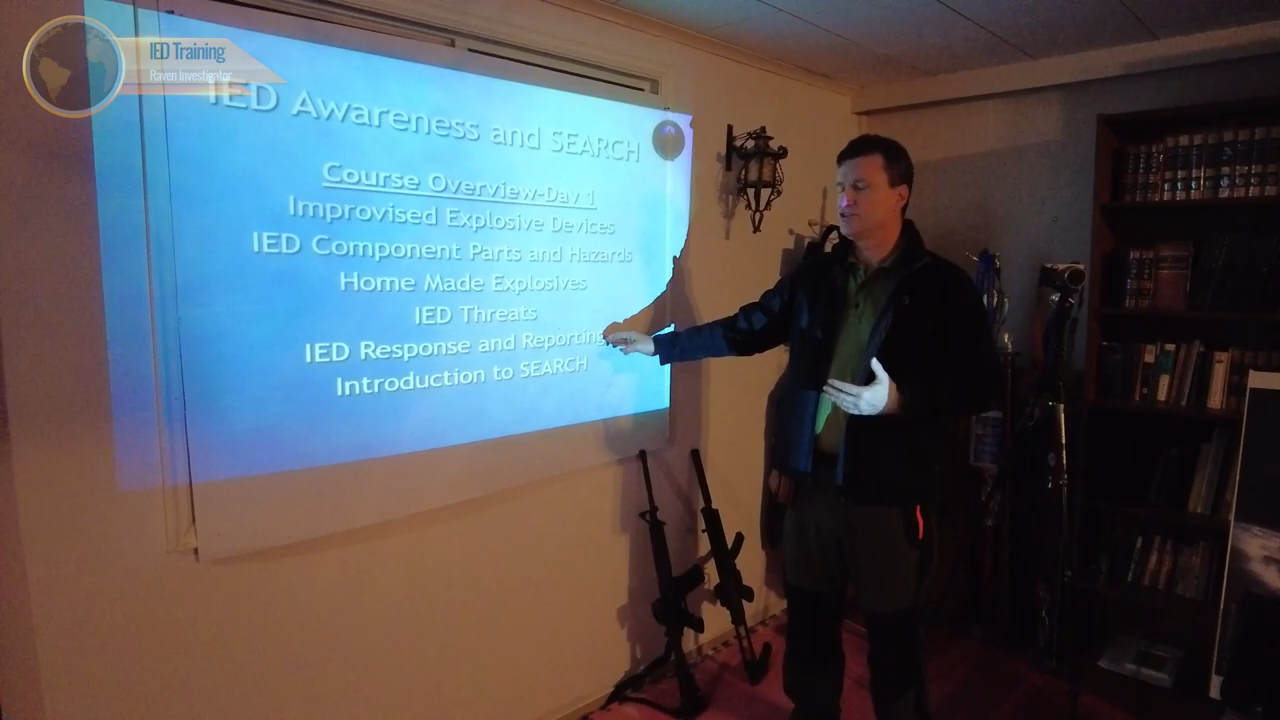 IED Training
Raven Investigator
IED Awareness and SEARCH
Course Overview-Day 1
Improvised Explosive Devices
IED Component Parts and Hazards
Home Made Explosives
IED Threats
IED Response and Reporting
Introduction to SEARCH